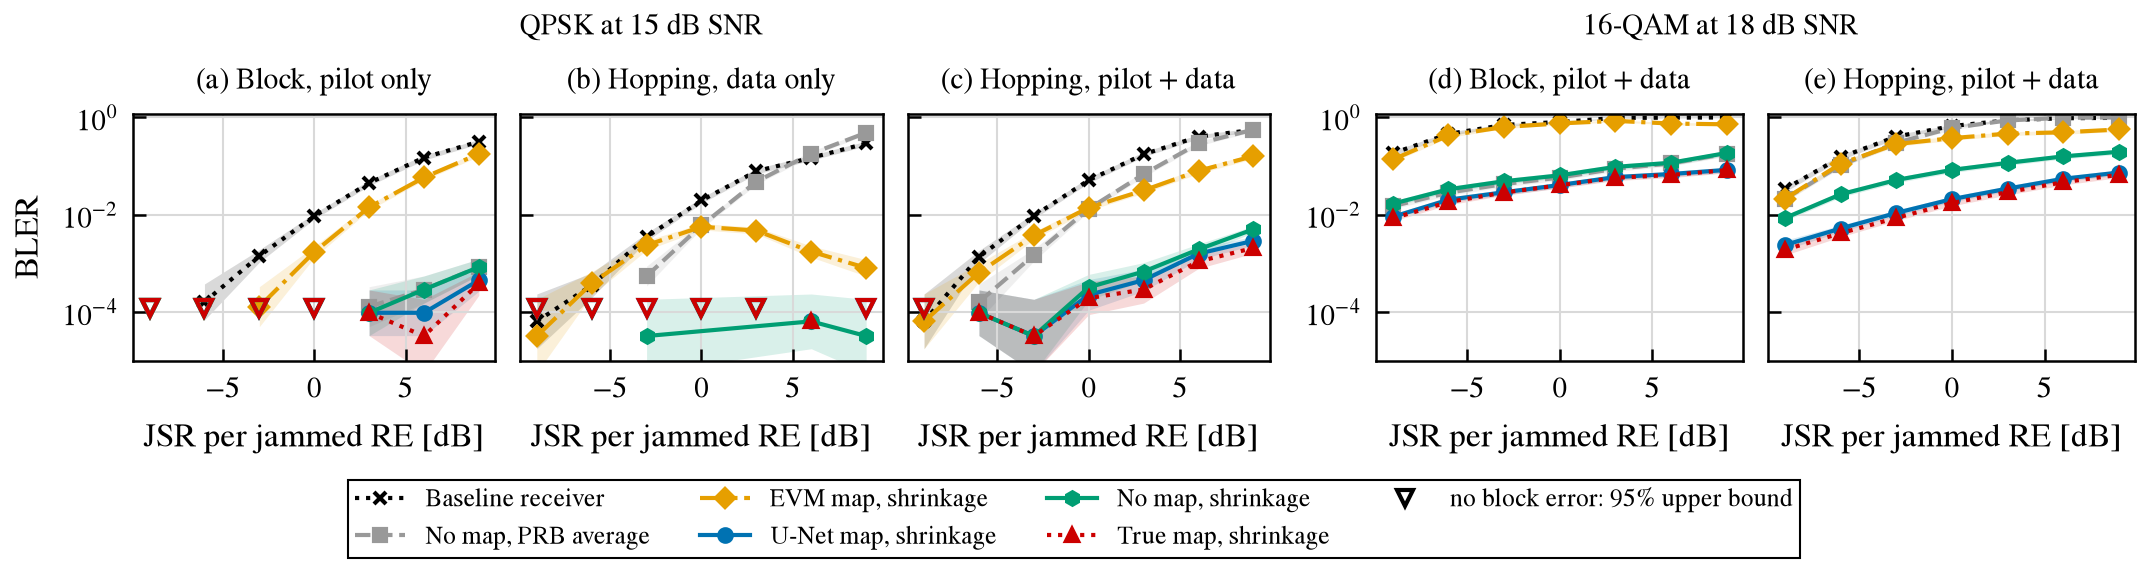 QPSK at 15 dB SNR
16-QAM at 18 dB SNR
(a) Block, pilot only
(b) Hopping, data only
(c) Hopping, pilot + data
(d) Block, pilot + data
(e) Hopping, pilot + data
BLER
10⁰
10⁻²
10⁻⁴
−5 0 5
JSR per jammed RE [dB]
−5 0 5
JSR per jammed RE [dB]
−5 0 5
JSR per jammed RE [dB]
10⁰
10⁻²
10⁻⁴
−5 0 5
JSR per jammed RE [dB]
10⁰
10⁻²
10⁻⁴
−5 0 5
JSR per jammed RE [dB]
Baseline receiver
No map, PRB average
EVM map, shrinkage
U-Net map, shrinkage
No map, shrinkage
True map, shrinkage
no block error: 95% upper bound